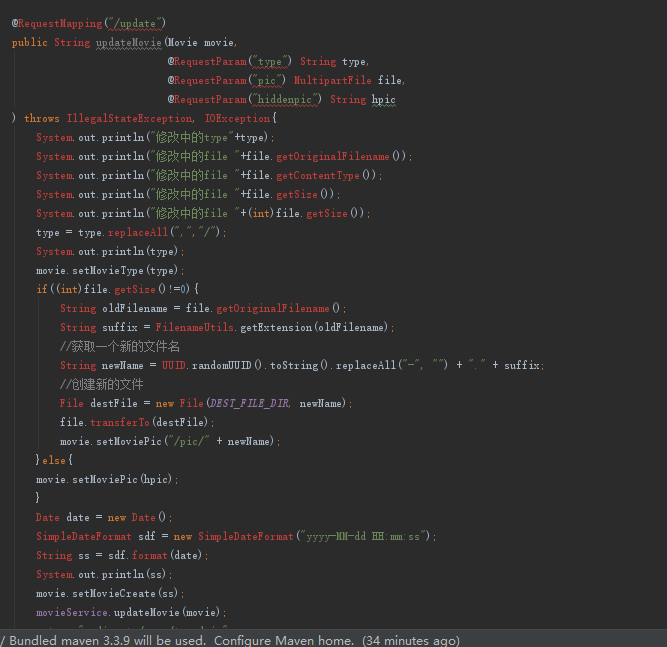 @RequestMapping("/update")
public String updateMovie(Movie movie,
@RequestParam("type") String type,
@RequestParam("pic") MultipartFile file,
@RequestParam("hiddenpic") String hpic
) throws IllegalStateException, IOException{
System.out.println("修改中的type"+type);
System.out.println("修改中的file "+file.getOriginalFilename());
System.out.println("修改中的file "+file.getContentType());
System.out.println("修改中的file "+file.getSize());
System.out.println("修改中的file "+(int)file.getSize());
type = type.replaceAll(",","/");
System.out.println(type);
movie.setMovieType(type);
if((int)file.getSize()!=0){
String oldFilename = file.getOriginalFilename();
String suffix = FilenameUtils.getExtension(oldFilename);
//获取一个新的文件名
String newName = UUID.randomUUID().toString().replaceAll("-", "") + "." + suffix;
//创建新的文件
File destFile = new File(DEST_FILE_DIR, newName);
file.transferTo(destFile);
movie.setMoviePic("/pic/" + newName);
}else{
movie.setMoviePic(hpic);
}
Date date = new Date();
SimpleDateFormat sdf = new SimpleDateFormat("yyyy-MM-dd HH:mm:ss");
String ss = sdf.format(date);
System.out.println(ss);
movie.setMovieCreate(ss);
movieService.updateMovie(movie);
/ Bundled maven 3.3.9 will be used. Configure Maven home. (34 minutes ago)